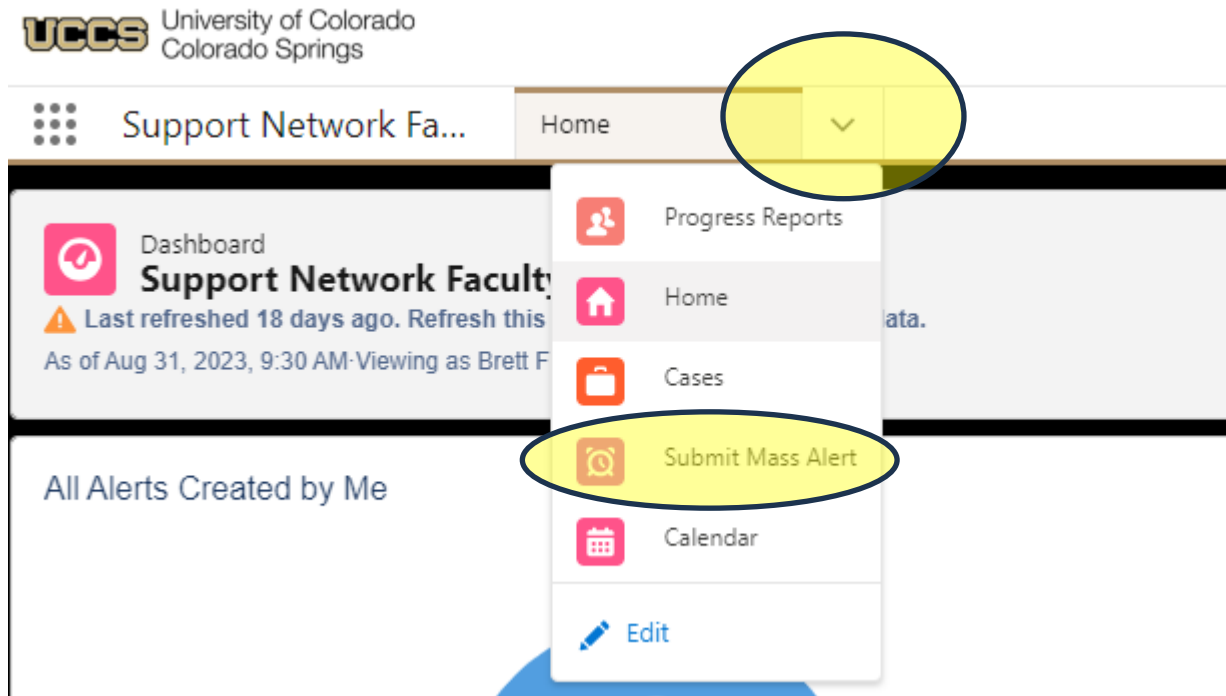 UCCS University of Colorado
Colorado Springs
Support Network Fa... Home
Progress Reports
Dashboard
Support Network Facult
Home
Last refreshed 18 days ago. Refresh this ata.
As of Aug 31, 2023, 9:30 AM·Viewing as Brett F
Cases
Submit Mass Alert
All Alerts Created by Me
Calendar
Edit